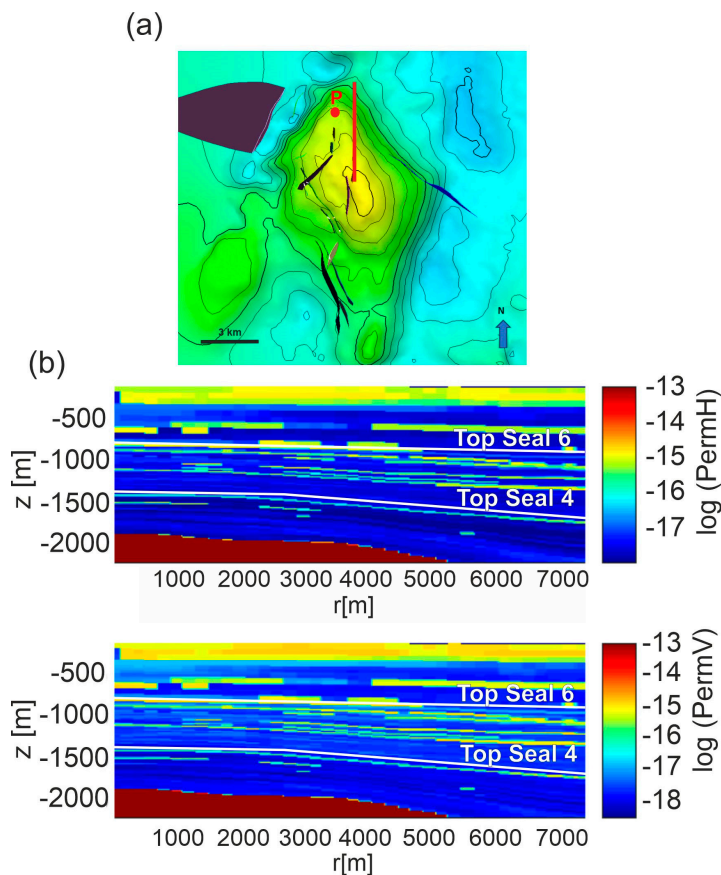 (a)
P
N
3 km
(b)
-500
-1000
-1500
-2000
z [m]
Top Seal 6
Top Seal 4
1000 2000 3000 4000 5000 6000 7000
r[m]
-13
-14
-15
-16
-17
log (PermH)
-500
-1000
-1500
-2000
z [m]
Top Seal 6
Top Seal 4
1000 2000 3000 4000 5000 6000 7000
r[m]
-13
-14
-15
-16
-17
-18
log (PermV)